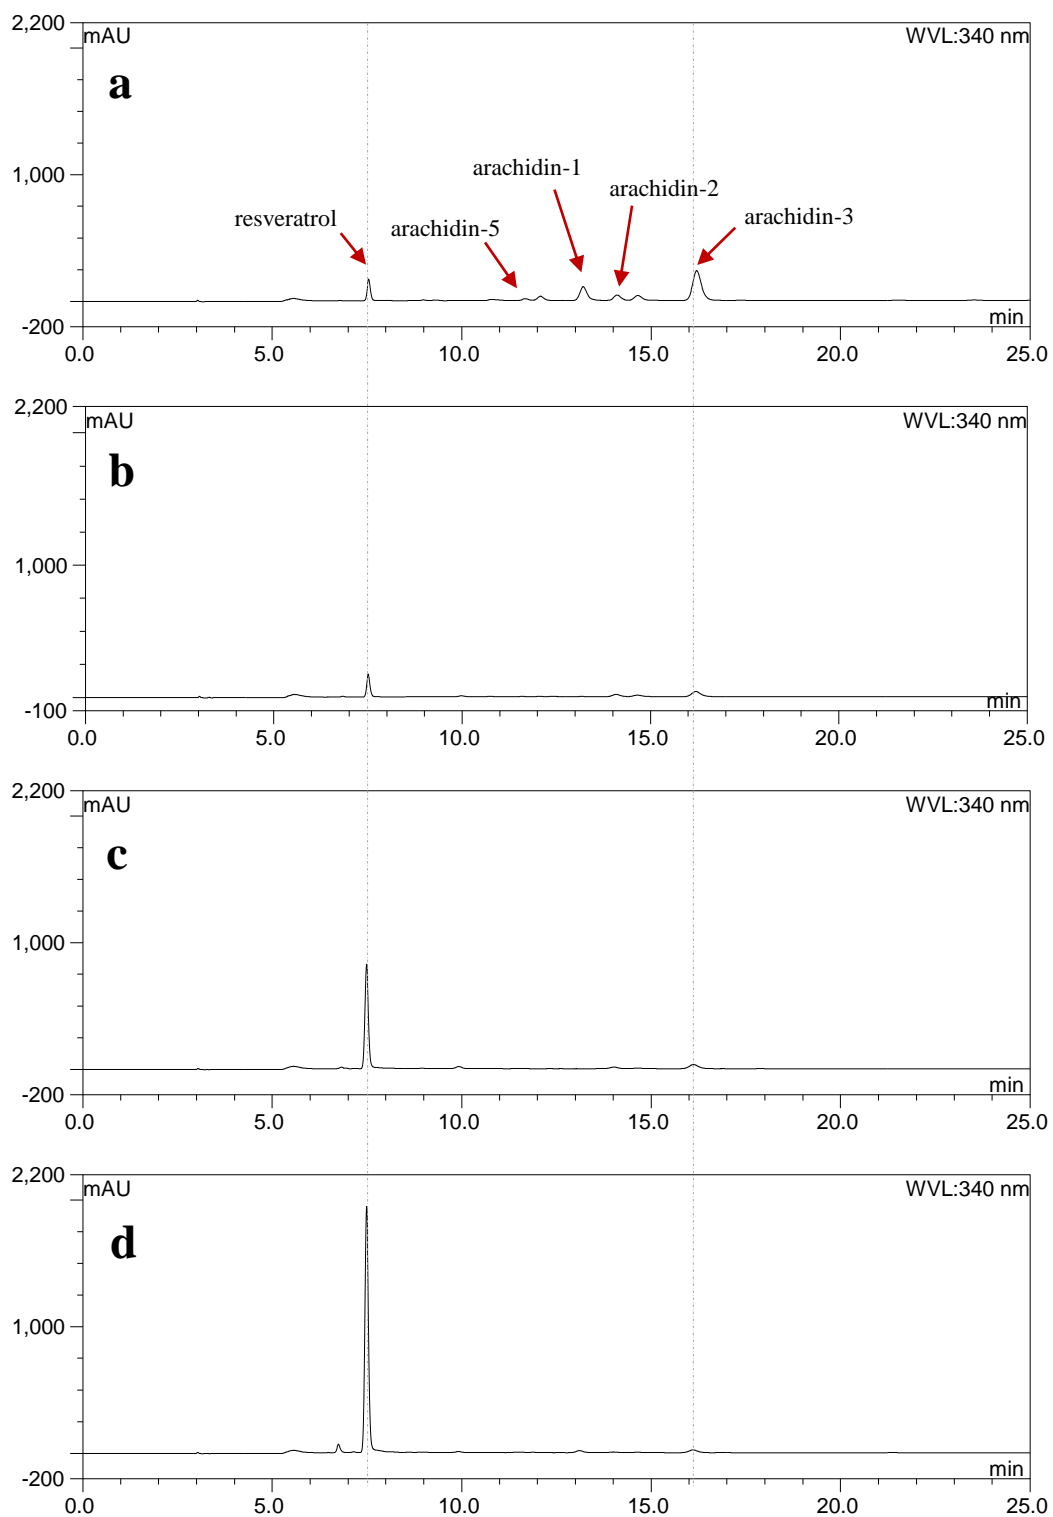 2,200
mAU
WVL:340 nm
a
arachidin-1
1,000
arachidin-2
resveratrol
arachidin-5
arachidin-3
-200
min
0.0 5.0 10.0 15.0 20.0 25.0
2,200
mAU
WVL:340 nm
b
1,000
-100
min
0.0 5.0 10.0 15.0 20.0 25.0
2,200
mAU
WVL:340 nm
c
1,000
-200
min
0.0 5.0 10.0 15.0 20.0 25.0
2,200
mAU
WVL:340 nm
d
1,000
-200
min
0.0 5.0 10.0 15.0 20.0 25.0